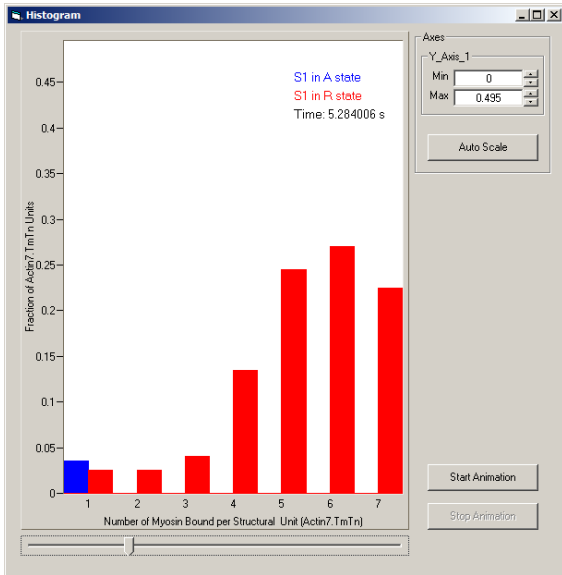 Histogram
S1 in A state
S1 in R state
Time: 5.284006 s
Fraction of Actin7.TmTn Units
0.45
0.4
0.35
0.3
0.25
0.2
0.15
0.1
0.05
0
1 2 3 4 5 6 7
Number of Myosin Bound per Structural Unit (Actin7.TmTn)
Axes
Y_Axis_1
Min 0
Max 0.495
Auto Scale
Start Animation
Stop Animation